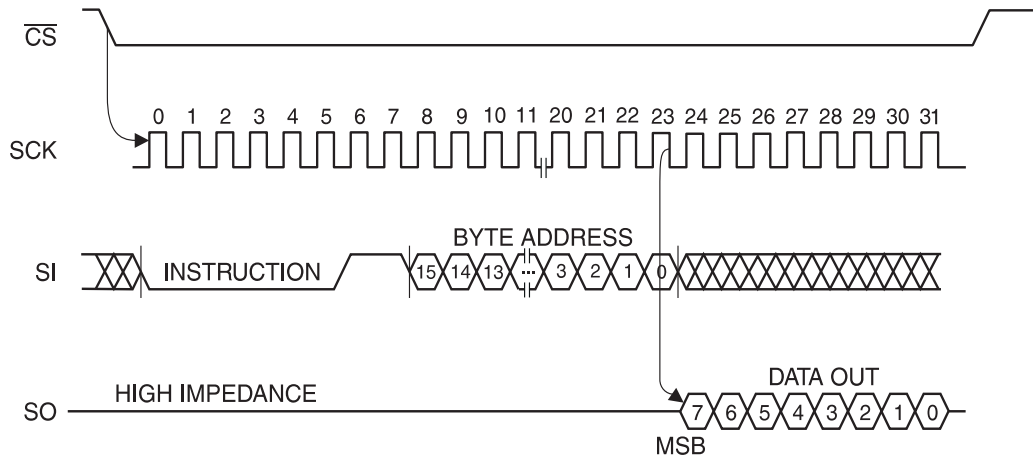 CS
0 1 2 3 4 5 6 7 8 9 10 11 20 21 22 23 24 25 26 27 28 29 30 31
SCK
BYTE ADDRESS
SI INSTRUCTION 15 14 13 ... 3 2 1 0
HIGH IMPEDANCE DATA OUT
SO 7 6 5 4 3 2 1 0
MSB